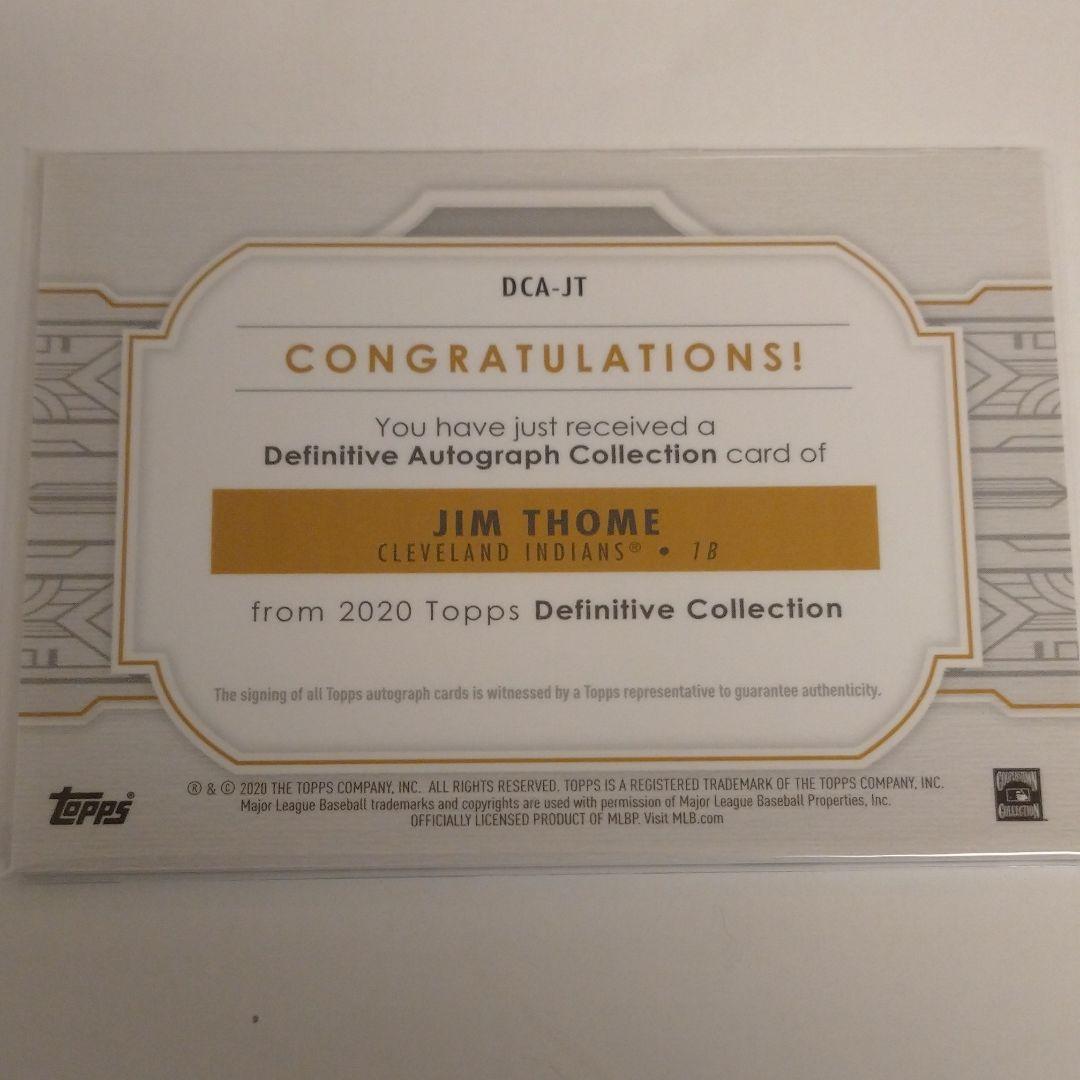 DCA-JT
CONGRATULATIONS!
You have just received a
Definitive Autograph Collection card of
JIM THOME
CLEVELAND INDIANS® • 1B
from 2020 Topps Definitive Collection
The signing of all Topps autograph cards is witnessed by a Topps representative to guarantee authenticity.
® & © 2020 THE TOPPS COMPANY, INC. ALL RIGHTS RESERVED. TOPPS IS A REGISTERED TRADEMARK OF THE TOPPS COMPANY, INC.
Major League Baseball trademarks and copyrights are used with permission of Major League Baseball Properties, Inc.
OFFICIALLY LICENSED PRODUCT OF MLBP. Visit MLB.com
TOPPS®
COOPERSTOWN
COLLECTION™